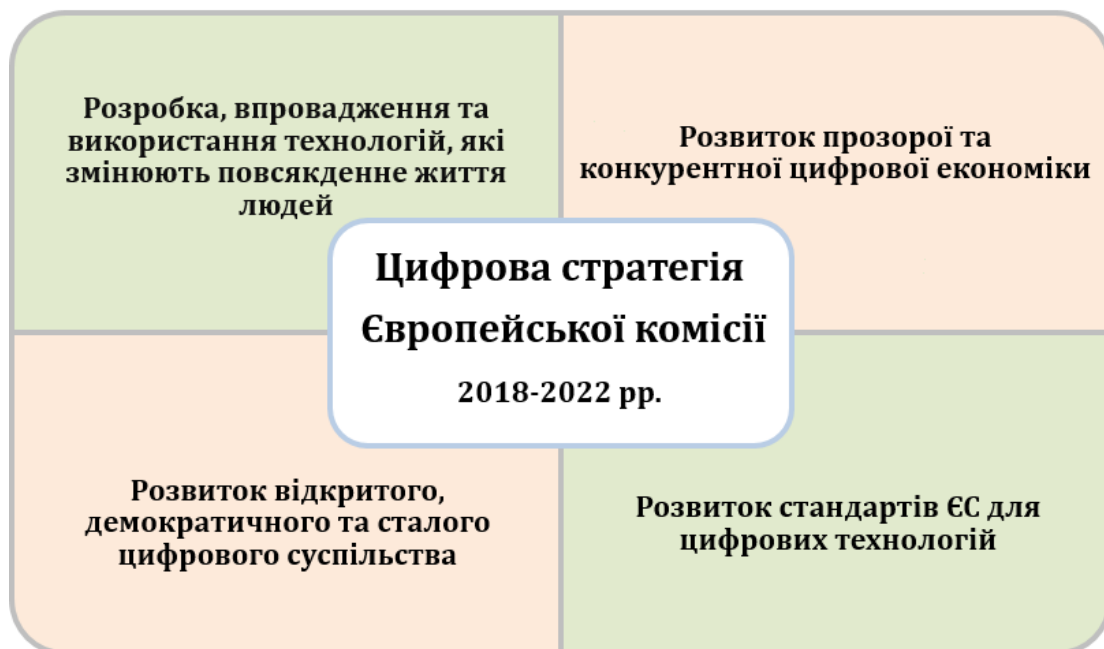 Розробка, впровадження та
використання технологій, які
змінюють повсякденне життя
людей
Розвиток прозорої та
конкурентної цифрової економіки
Цифрова стратегія
Європейської комісії
2018-2022 рр.
Розвиток відкритого,
демократичного та сталого
цифрового суспільства
Розвиток стандартів ЄС для
цифрових технологій